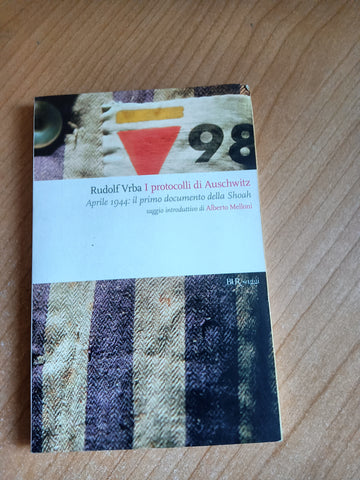 98
Rudolf Vrba I protocolli di Auschwitz
Aprile 1944: il primo documento della Shoah
saggio introduttivo di Alberto Melloni
BUR saggi